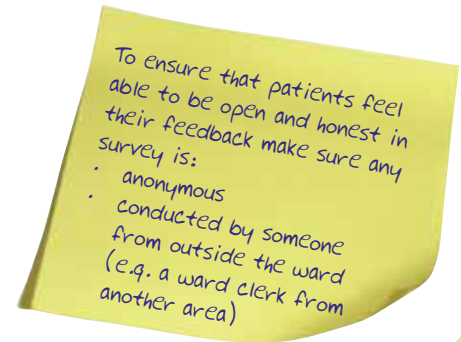 To ensure that patients feel
able to be open and honest in
their feedback make sure any
survey is:
· anonymous
· conducted by someone
from outside the ward
(e.g. a ward clerk from
another area)